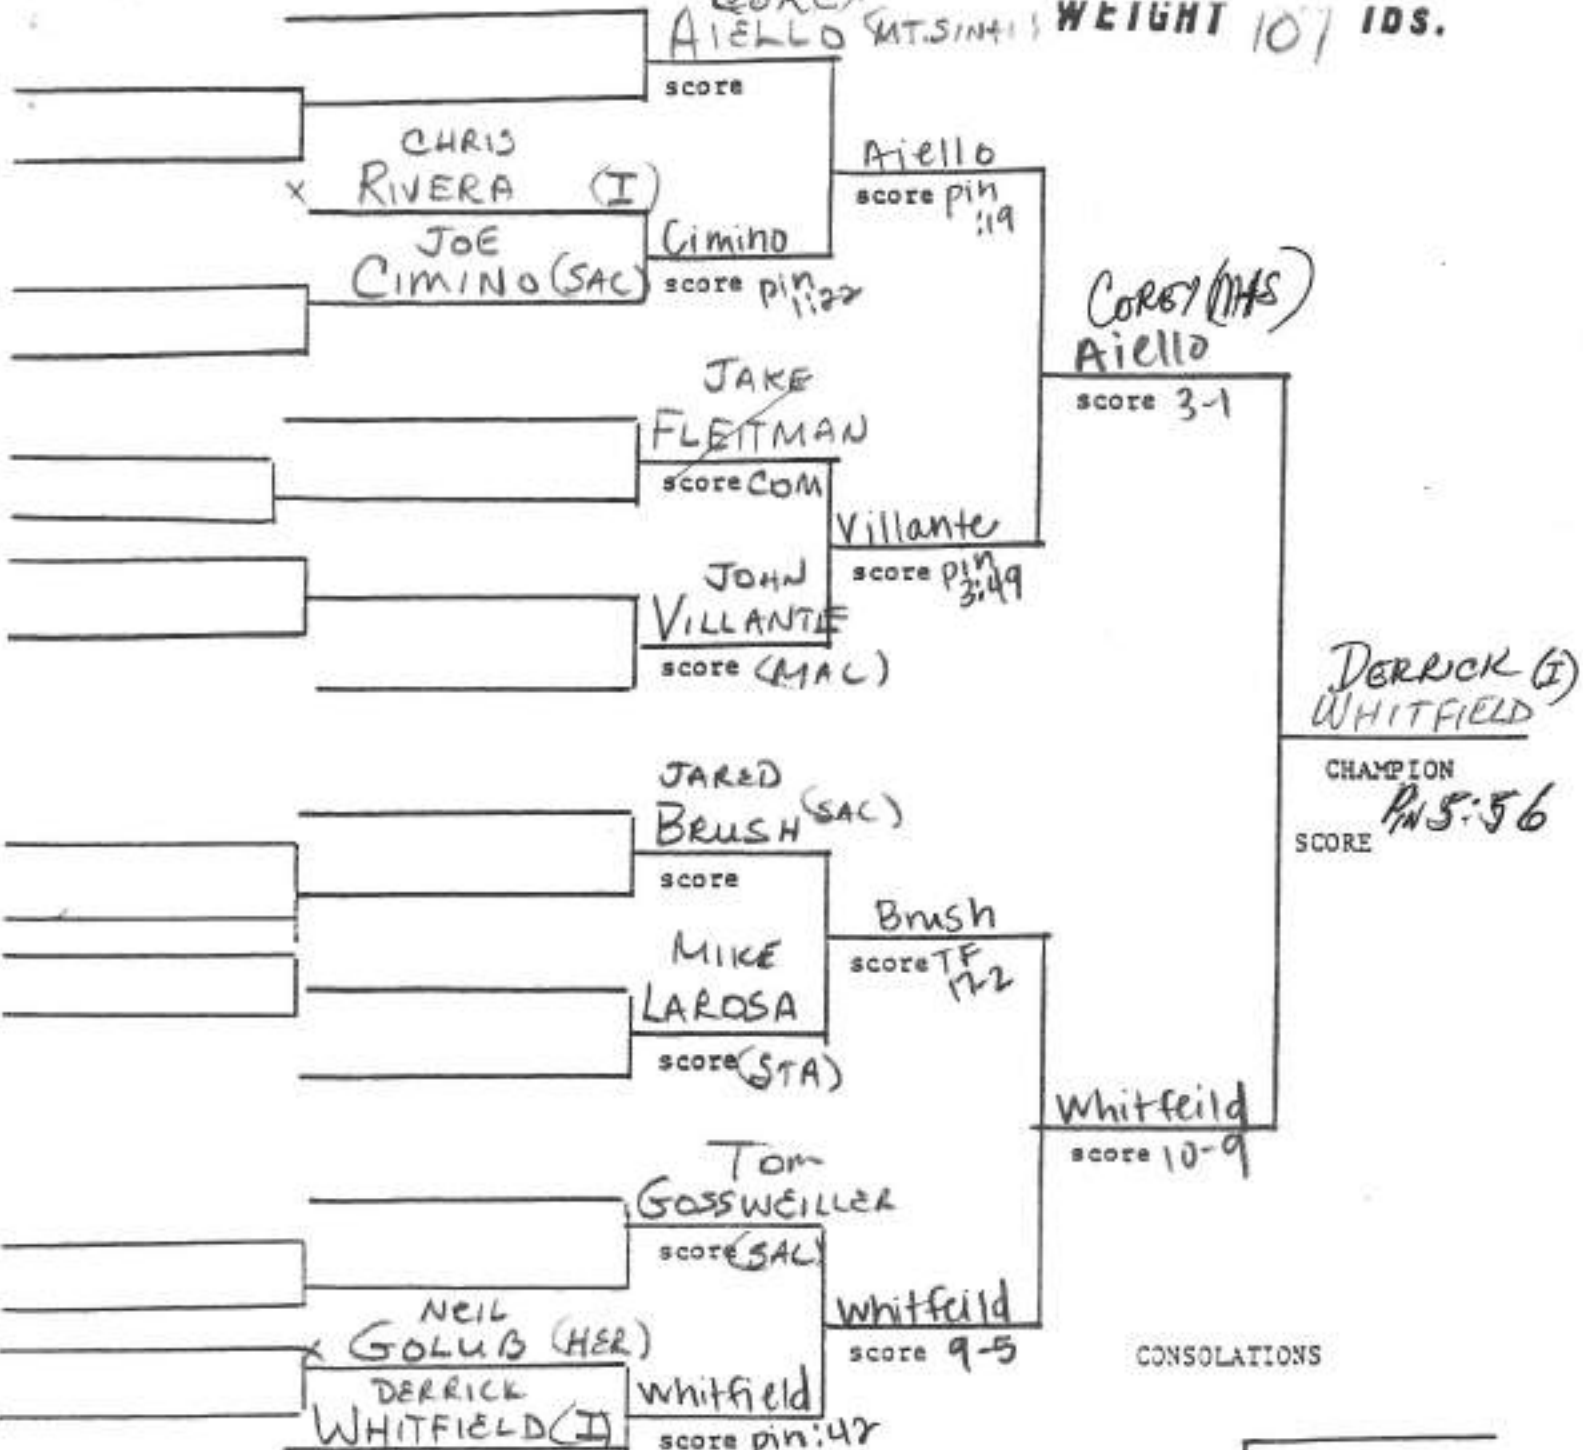 AIELLO (MT.SINAI) WEIGHT 107 lbs.
score
CHRIS
x RIVERA (I)
Aiello
score pin
:19
JOE
CIMINO (SAC)
Cimino
score pin
1:22
COREY (MAS)
Aiello
score 3-1
JAKE
FLEITMAN
score COM
Villante
score pin
3:49
JOHN
VILLANTE
score (MAC)
DERRICK (I)
WHITFIELD
CHAMPION
PIN 5:56
SCORE
JARED
BRUSH (SAC)
score
Brush
score TF
17-2
MIKE
LAROSA
score (STA)
Whitfeild
score 10-9
TOM
GOSSWEILLER
score (SAL)
Whitfeild
score 9-5
NEIL
x GOLUB (HER)
CONSOLATIONS
DERRICK
WHITFIELD (I)
Whitfield
score pin :42